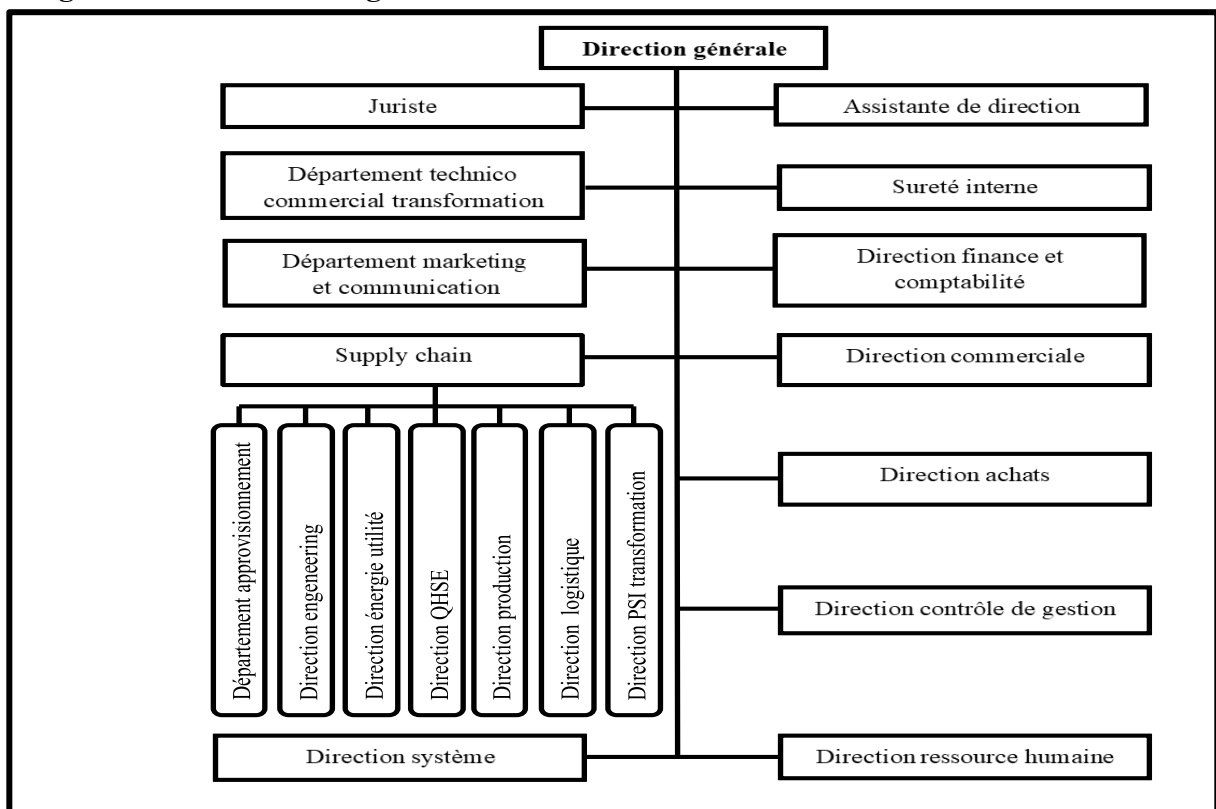 Direction générale
Juriste
Assistante de direction
Département technico
commercial transformation
Sureté interne
Département marketing
et communication
Direction finance et
comptabilité
Supply chain
Direction commerciale
Département approvisionnement
Direction engeneering
Direction énergie utilité
Direction QHSE
Direction production
Direction logistique
Direction PSI transformation
Direction achats
Direction contrôle de gestion
Direction système
Direction ressource humaine